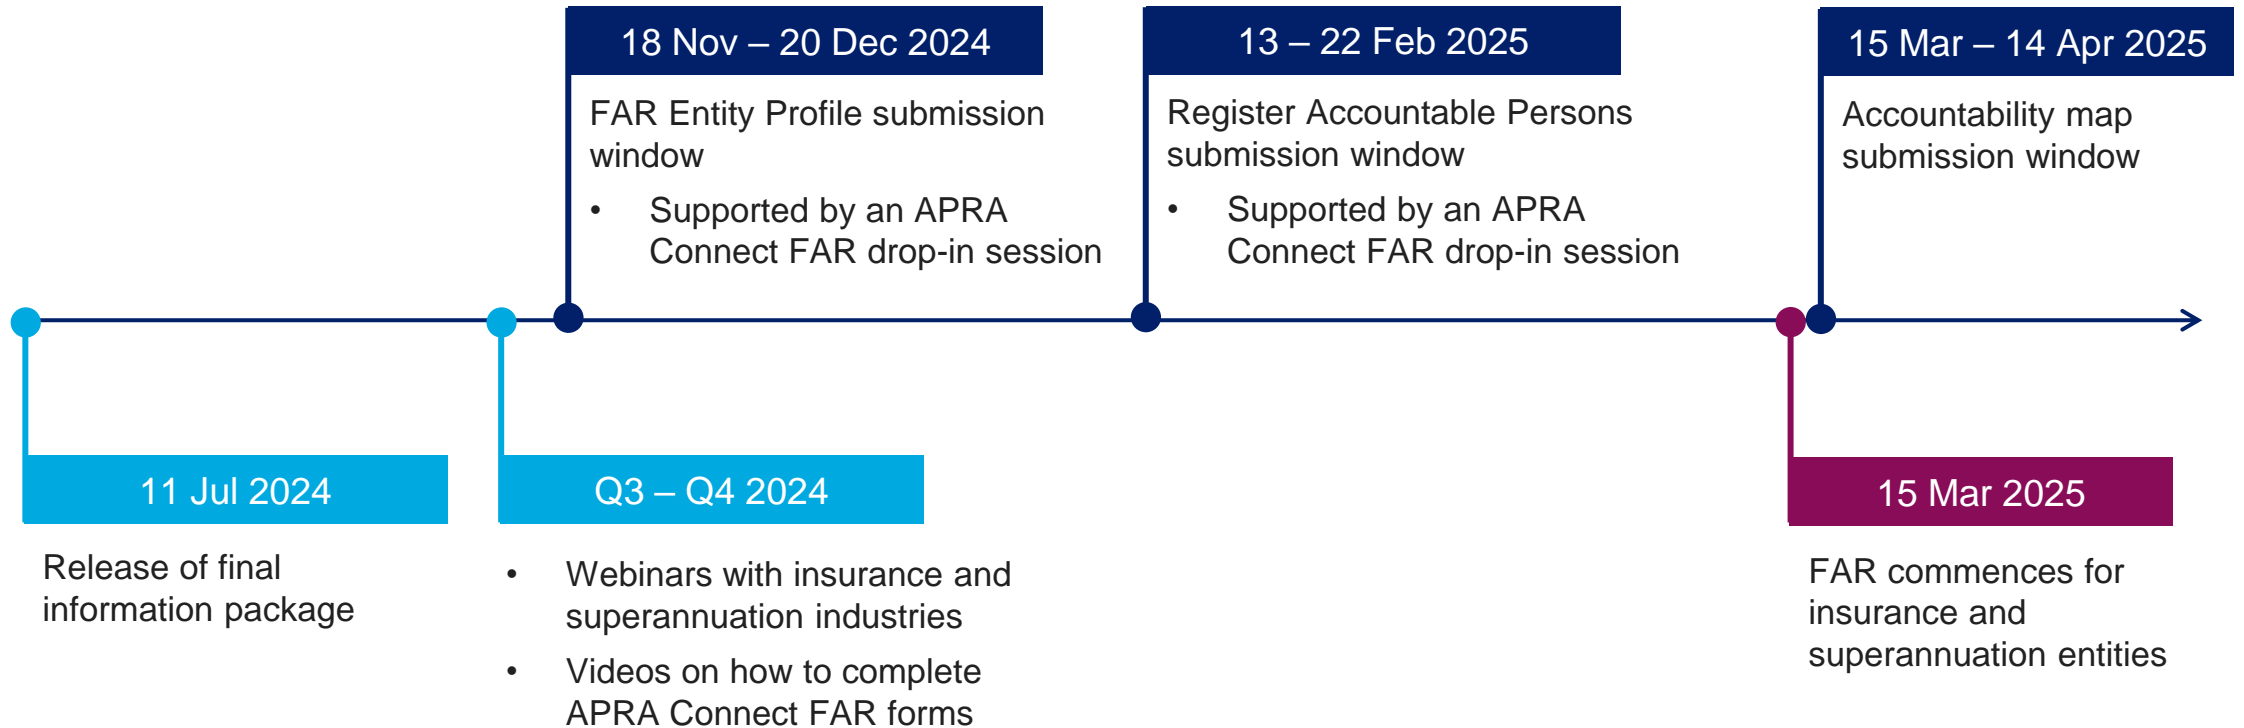 18 Nov – 20 Dec 2024
FAR Entity Profile submission
window
• Supported by an APRA
Connect FAR drop-in session
13 – 22 Feb 2025
Register Accountable Persons
submission window
• Supported by an APRA
Connect FAR drop-in session
15 Mar – 14 Apr 2025
Accountability map
submission window
11 Jul 2024
Release of final
information package
Q3 – Q4 2024
• Webinars with insurance and
superannuation industries
• Videos on how to complete
APRA Connect FAR forms
15 Mar 2025
FAR commences for
insurance and
superannuation entities